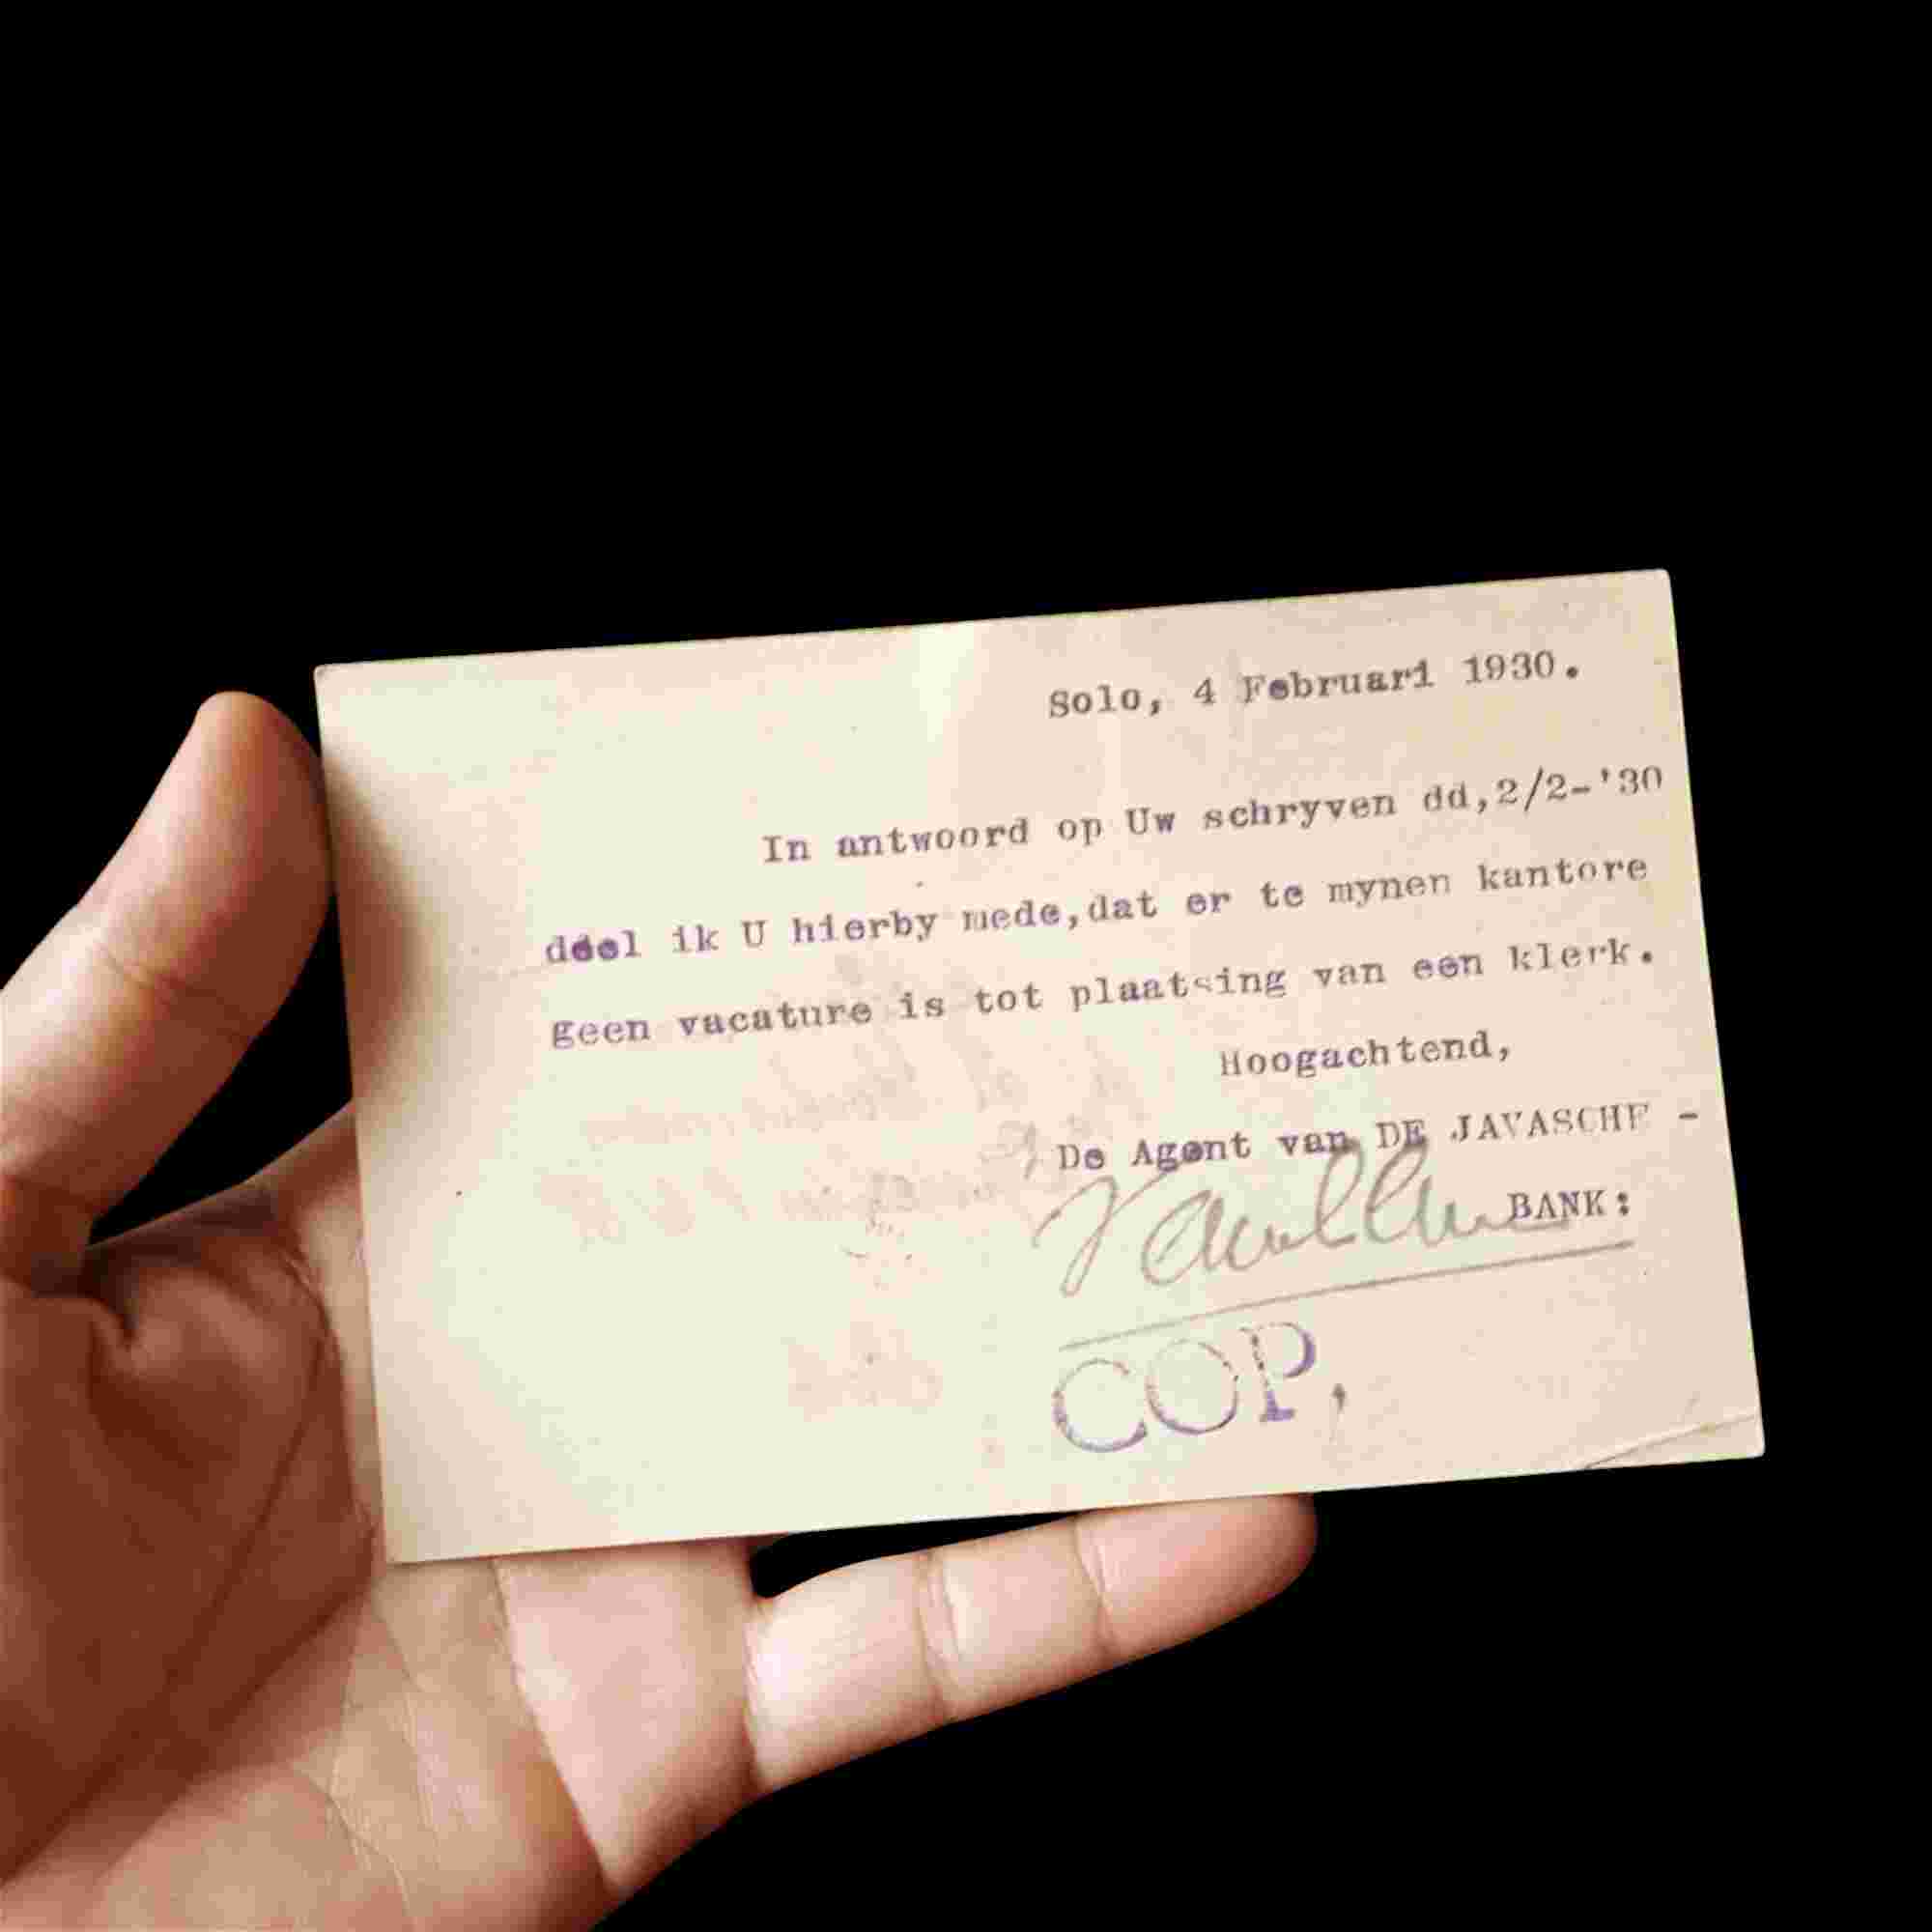 Solo, 4 Februari 1930.
In antwoord op Uw schryven dd,2/2-'30
deel ik U hierby mede,dat er te mynen kantore
geen vacature is tot plaatsing van een klerk.
Hoogachtend,
De Agent van DE JAVASCHE -
BANK:
COP,